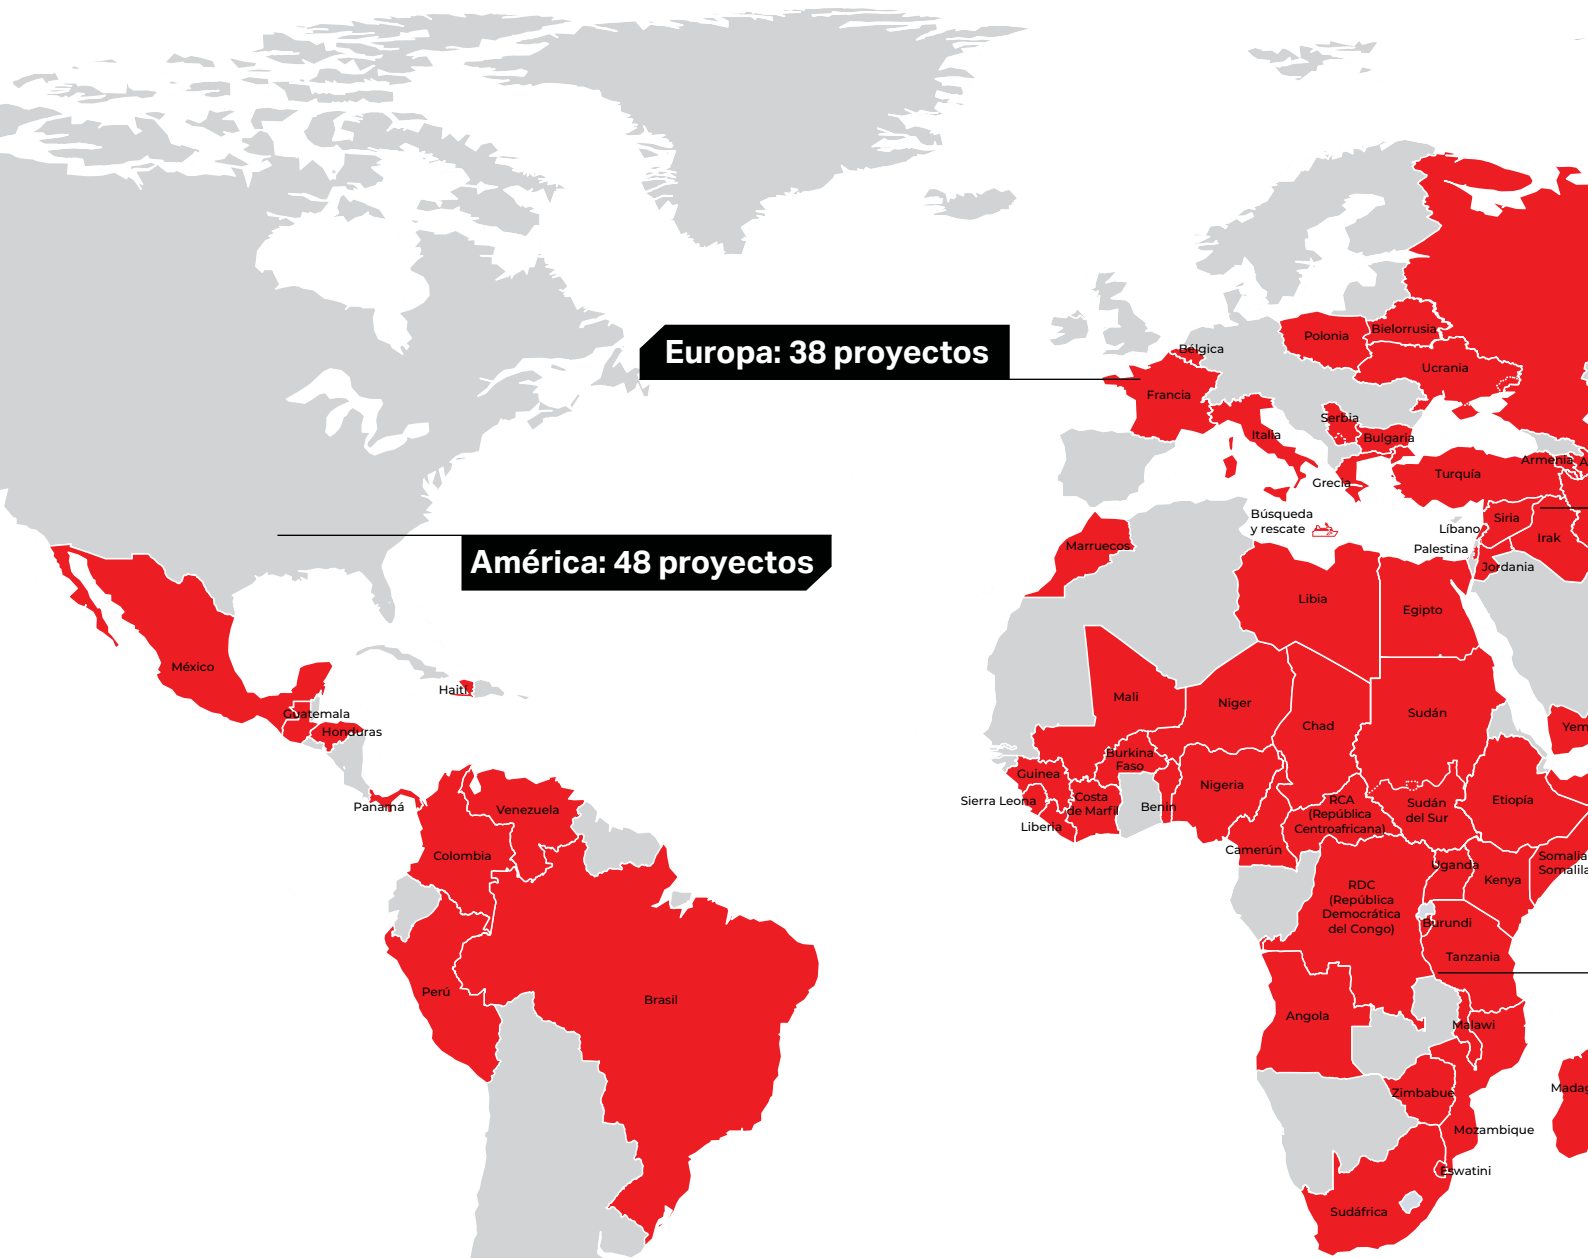 Europa: 38 proyectos
América: 48 proyectos
México
Guatemala
Honduras
Haití
Panamá
Venezuela
Colombia
Perú
Brasil
Bélgica
Francia
Polonia
Bielorrusia
Ucrania
Serbia
Italia
Bulgaria
Grecia
Turquía
Armenia
A
Búsqueda
y rescate
Siria
Líbano
Irak
Palestina
Jordania
Marruecos
Libia
Egipto
Mali
Niger
Chad
Sudán
Yem
Burkina
Faso
Guinea
Sierra Leona
Costa
de Marfil
Liberia
Benin
Nigeria
Camerún
RCA
(República
Centroafricana)
Sudán
del Sur
Etiopía
Somalia
Somalila
Uganda
Kenya
RDC
(República
Democrática
del Congo)
Burundi
Tanzania
Angola
Malawi
Zimbabue
Madag
Mozambique
Eswatini
Sudáfrica